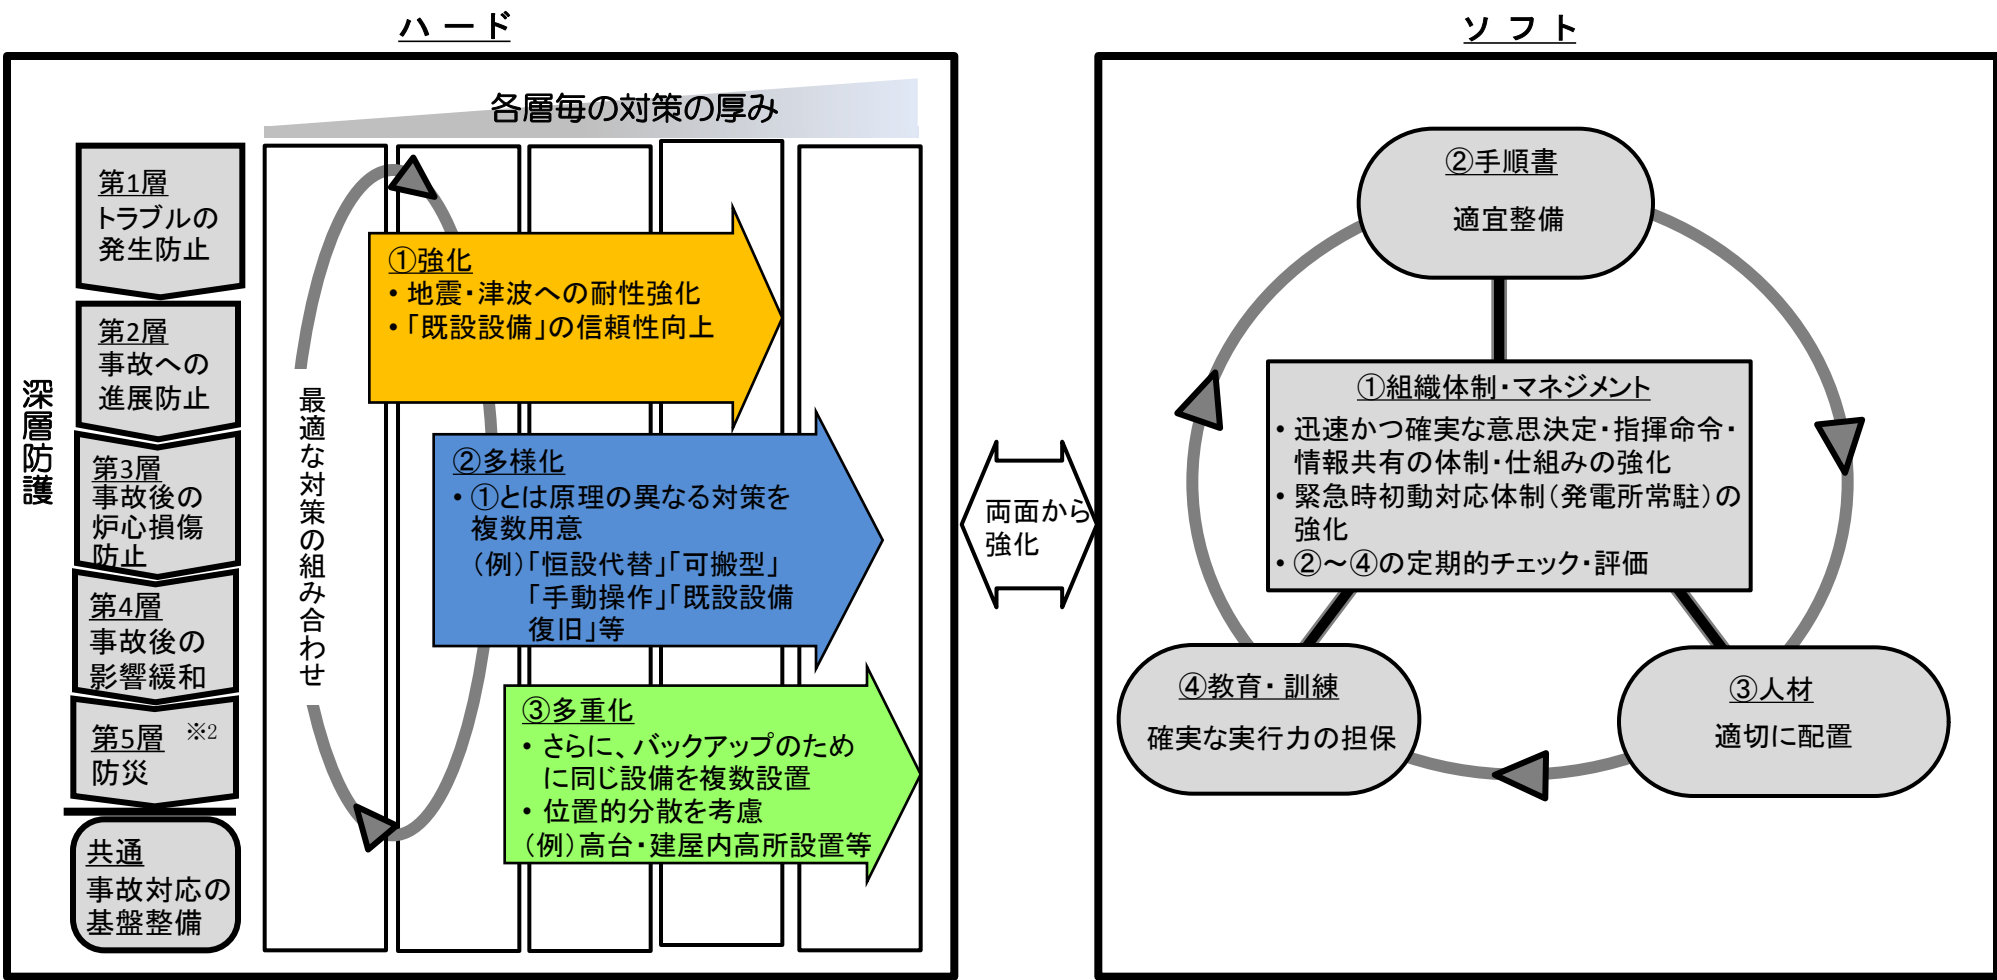 ハード
各層毎の対策の厚み
深層防護
第1層
トラブルの
発生防止
第2層
事故への
進展防止
第3層
事故後の
炉心損傷
防止
第4層
事故後の
影響緩和
第5層 ※2
防災
共通
事故対応の
基盤整備
最適な対策の組み合わせ
①強化
・地震・津波への耐性強化
・「既設設備」の信頼性向上
②多様化
・①とは原理の異なる対策を
複数用意
（例）「恒設代替」「可搬型」
「手動操作」「既設設備
復旧」等
③多重化
・さらに、バックアップのため
に同じ設備を複数設置
・位置的分散を考慮
（例）高台・建屋内高所設置等
両面から
強化
ソフト
②手順書
適宜整備
①組織体制・マネジメント
・迅速かつ確実な意思決定・指揮命令・
情報共有の体制・仕組みの強化
・緊急時初動対応体制（発電所常駐）の
強化
・②～④の定期的チェック・評価
④教育・訓練
確実な実行力の担保
③人材
適切に配置